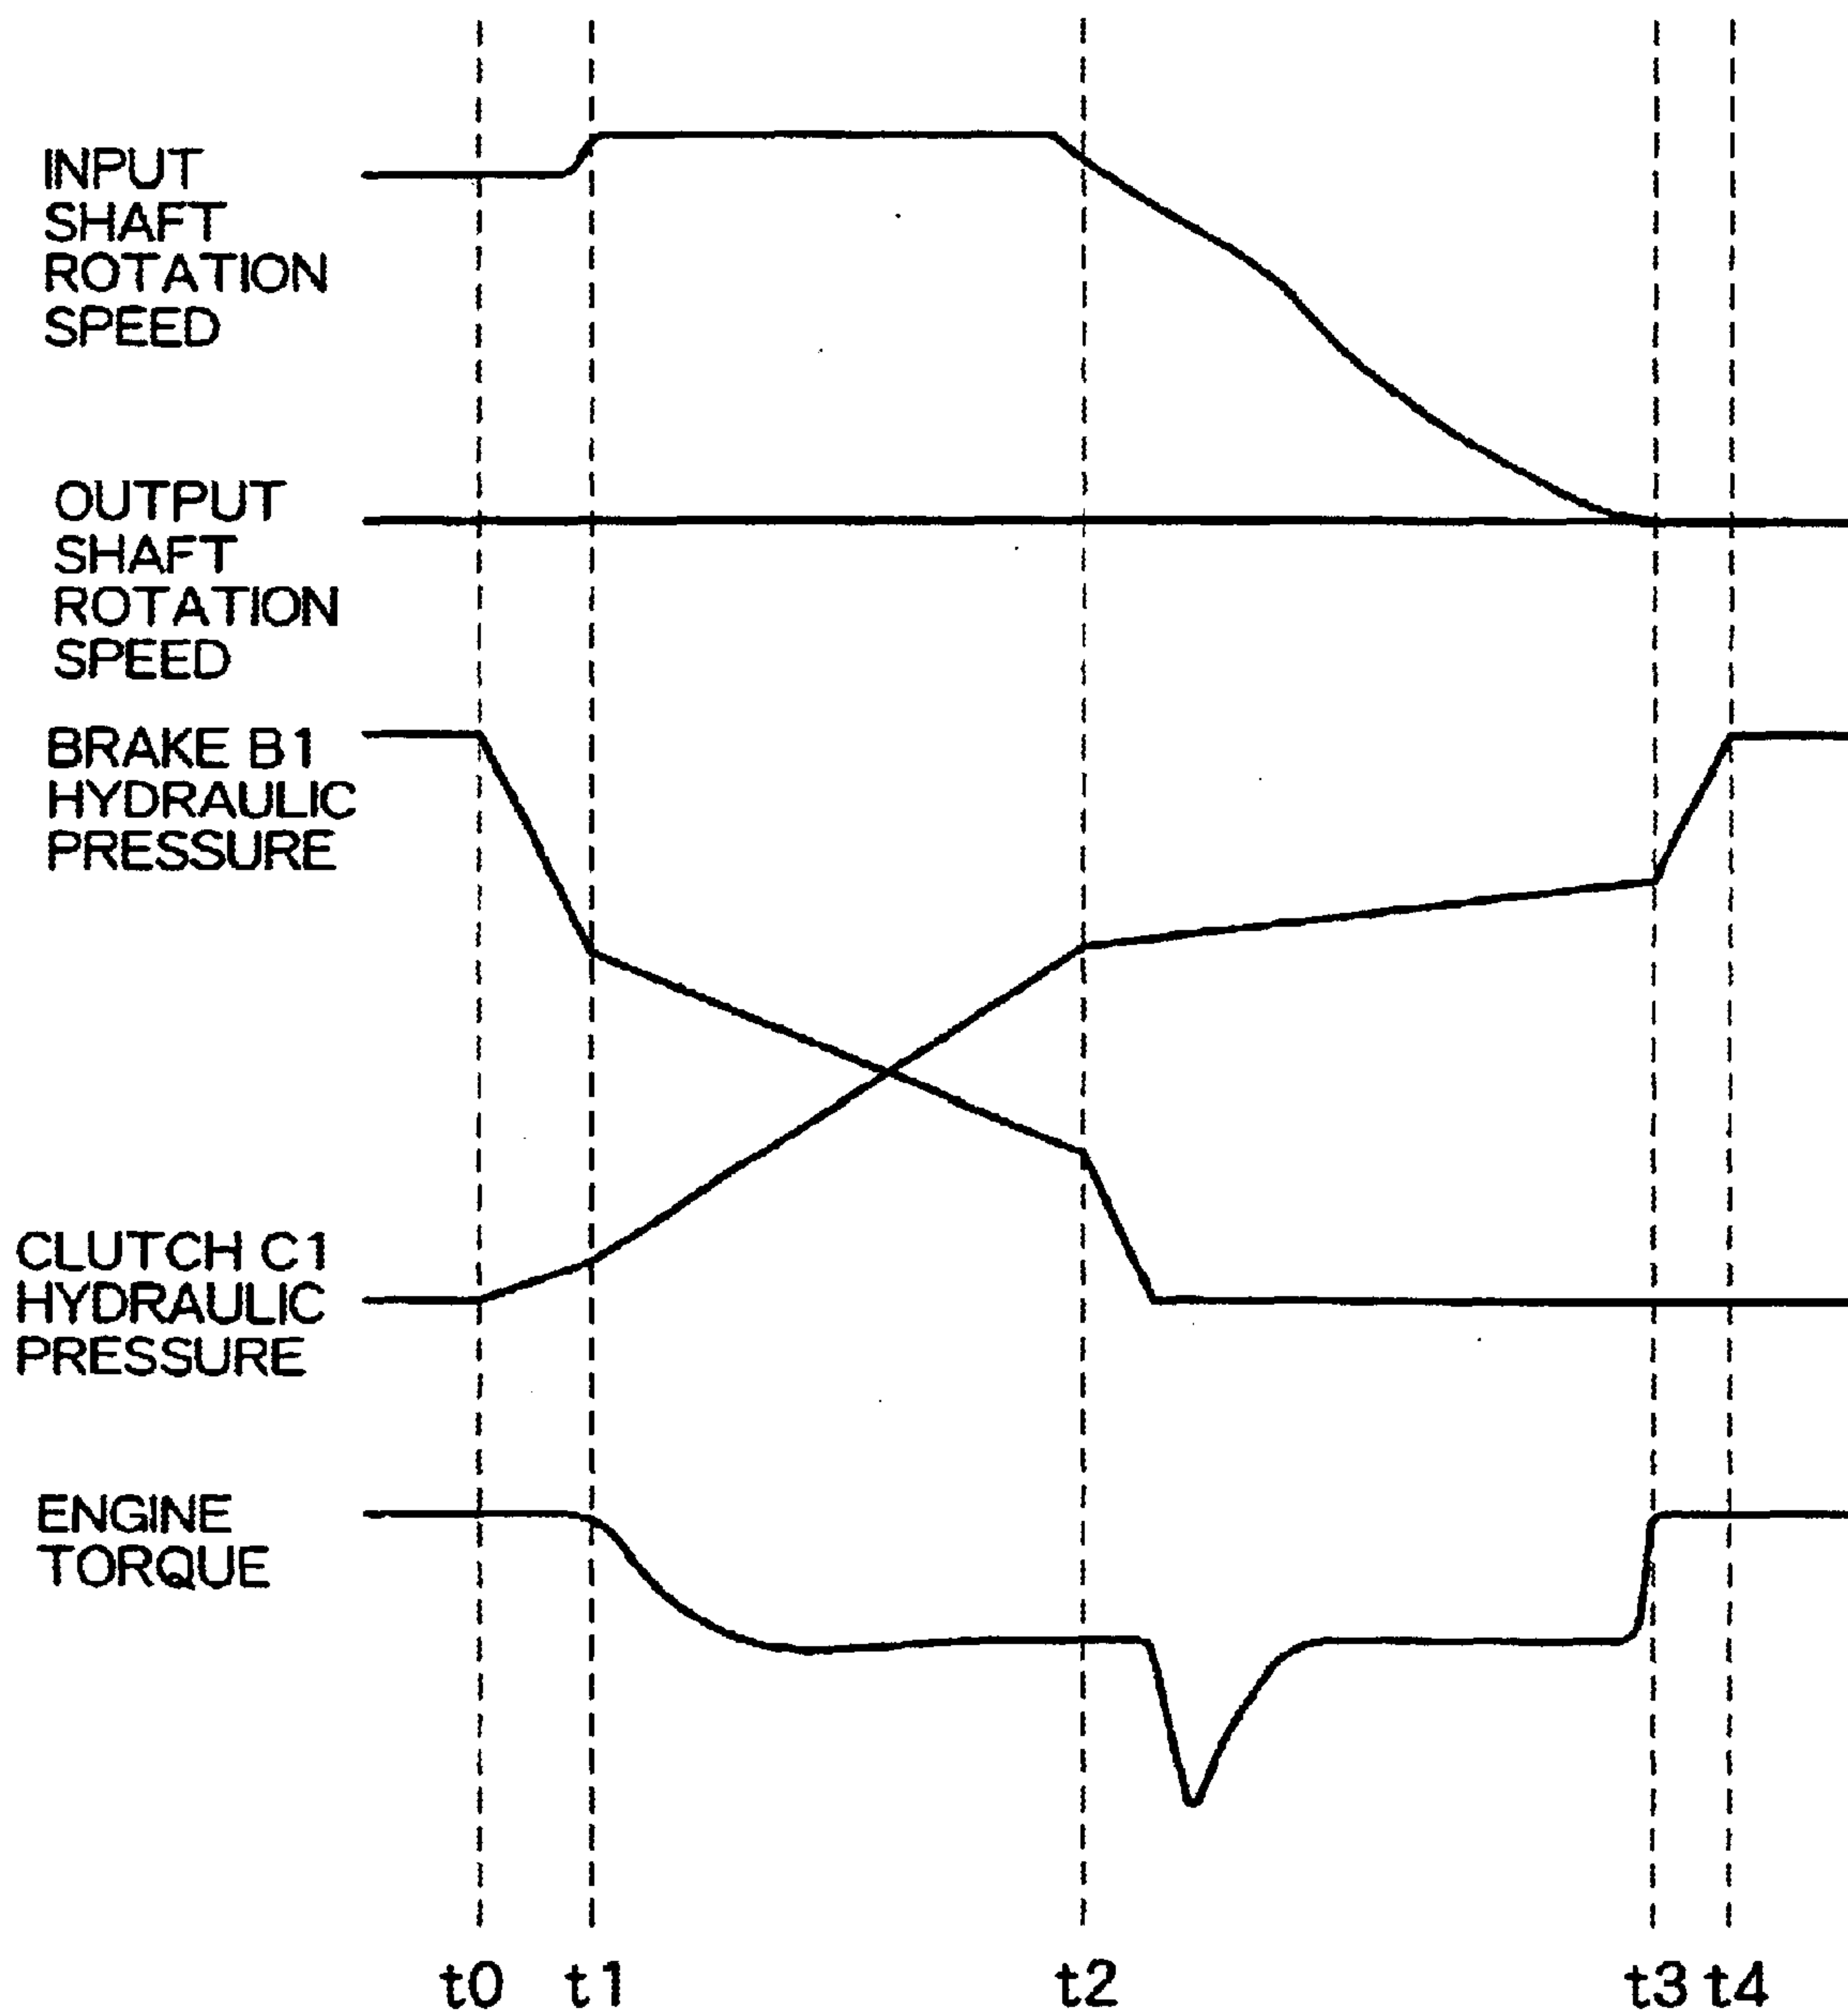 INPUT
SHAFT
ROTATION
SPEED
OUTPUT
SHAFT
ROTATION
SPEED
BRAKE B1
HYDRAULIC
PRESSURE
CLUTCH C1
HYDRAULIC
PRESSURE
ENGINE
TORQUE
t0 t1 t2 t3 t4